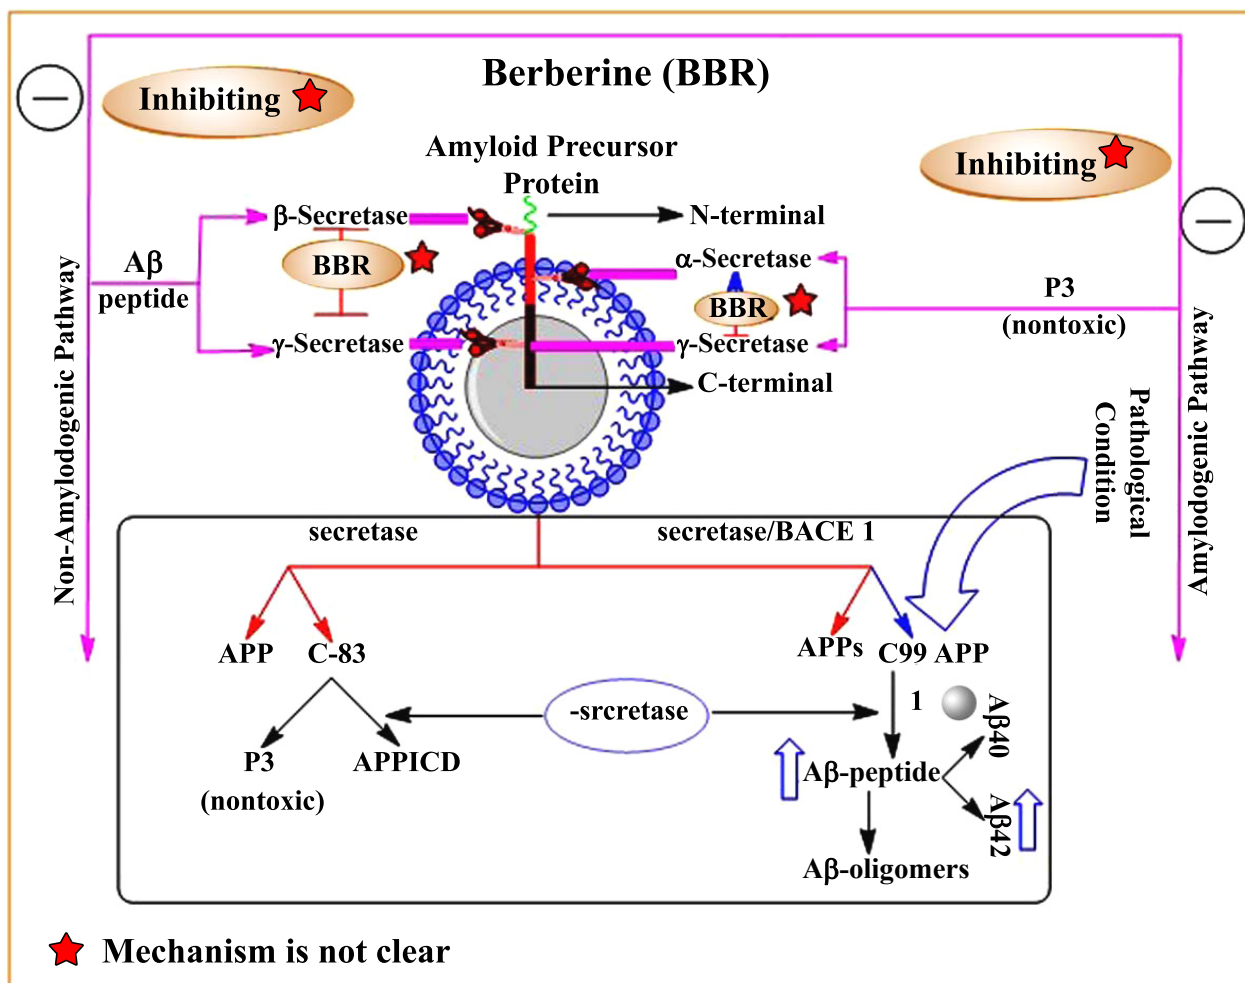 Berberine (BBR)
Inhibiting
Inhibiting
Amyloid Precursor
Protein
β-Secretase
N-terminal
α-Secretase
BBR
BBR
Aβ
peptide
P3
(nontoxic)
γ-Secretase
γ-Secretase
C-terminal
Non-Amylodogenic Pathway
Amylodogenic Pathway
Pathological
Condition
secretase
secretase/BACE 1
APP
C-83
APPs
C99 APP
-srcretase
1
Aβ40
P3
(nontoxic)
APPICD
Aβ-peptide
Aβ42
Aβ-oligomers
Mechanism is not clear